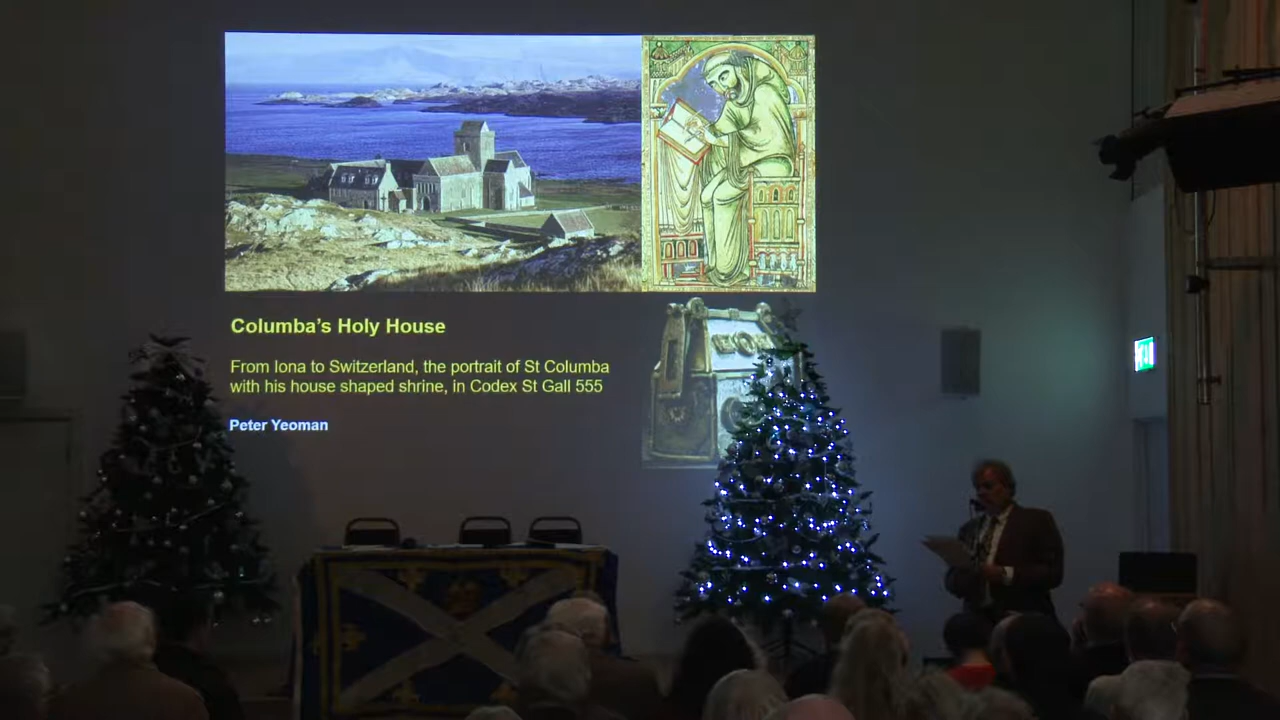 Columba's Holy House
From Iona to Switzerland, the portrait of St Columba
with his house shaped shrine, in Codex St Gall 555
Peter Yeoman